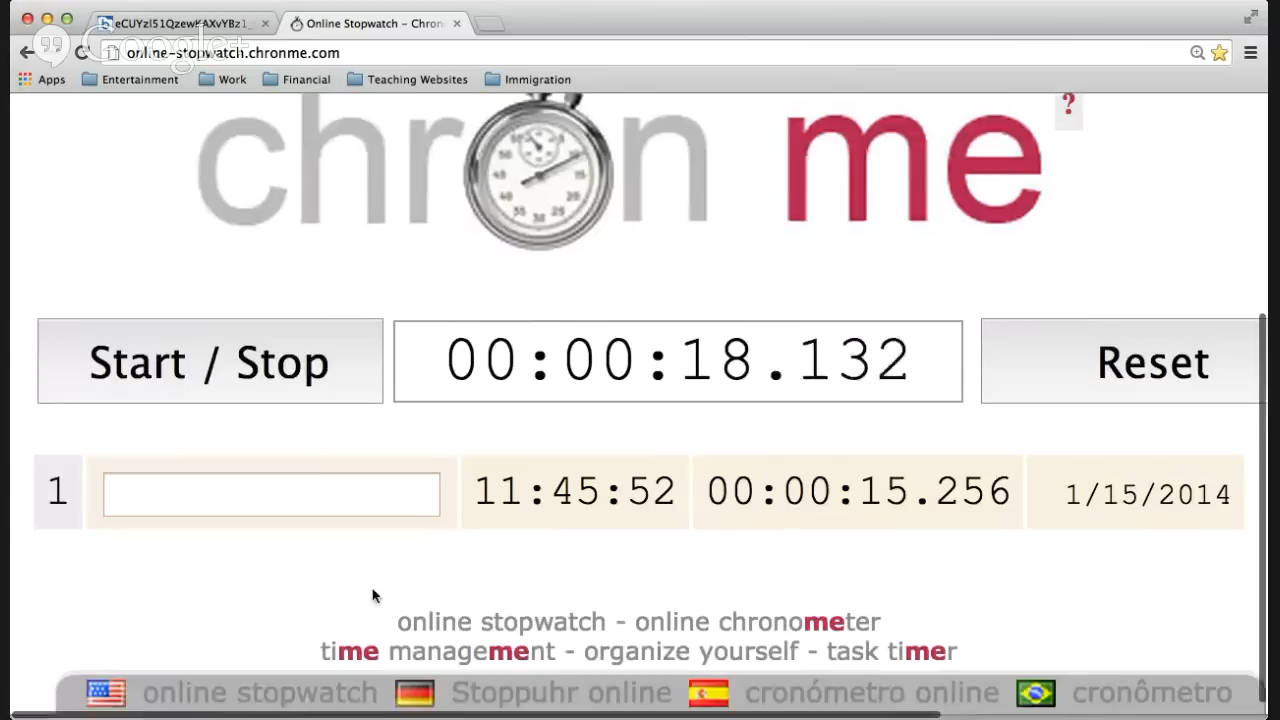 eCUYzl51QzewKAXvYBz1_
Online Stopwatch – Chron
Google+
online-stopwatch.chronme.com
Apps Entertainment Work Financial Teaching Websites Immigration
chron me ?
Start / Stop 00:00:18.132 Reset
1 11:45:52 00:00:15.256 1/15/2014
online stopwatch - online chronometer
time management - organize yourself - task timer
online stopwatch Stoppuhr online cronómetro online cronômetro